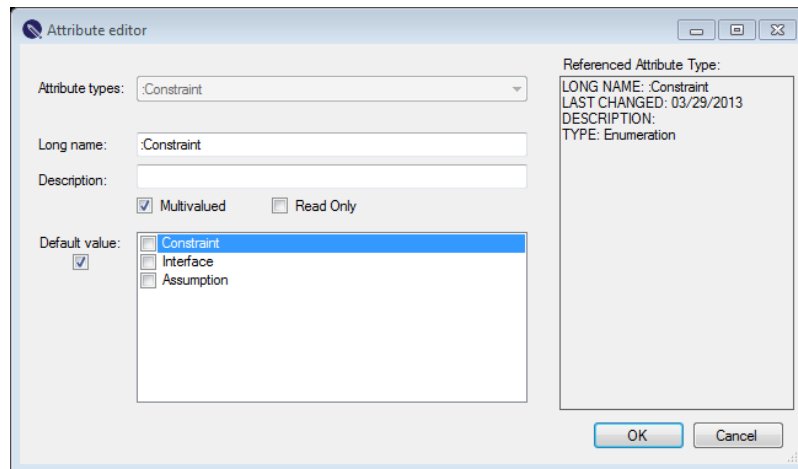 Attribute editor
Referenced Attribute Type:
Attribute types: :Constraint
LONG NAME: :Constraint
LAST CHANGED: 03/29/2013
DESCRIPTION:
TYPE: Enumeration
Long name: :Constraint
Description:
Multivalued Read Only
Default value: Constraint
Interface
Assumption
OK Cancel